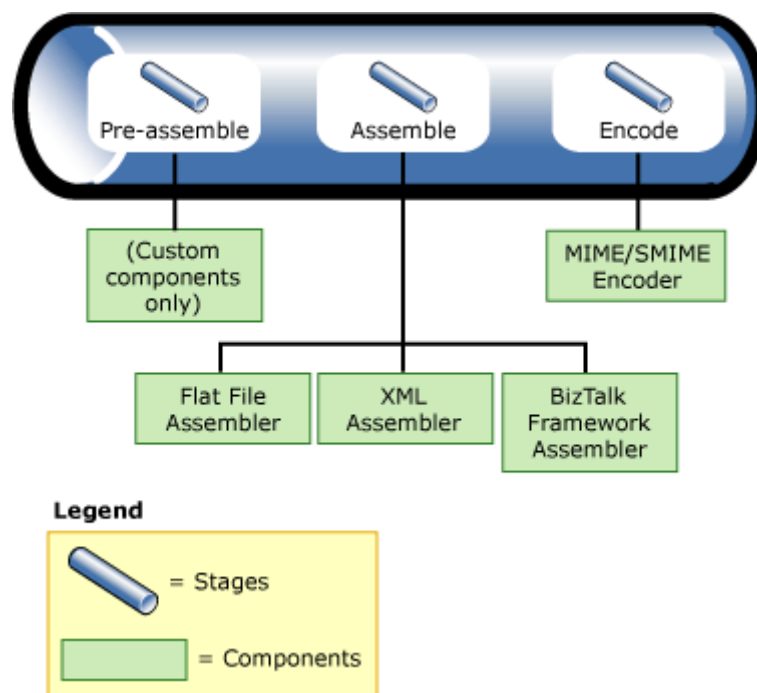 Pre-assemble
Assemble
Encode
(Custom
components
only)
MIME/SMIME
Encoder
Flat File
Assembler
XML
Assembler
BizTalk
Framework
Assembler
Legend
= Stages
= Components